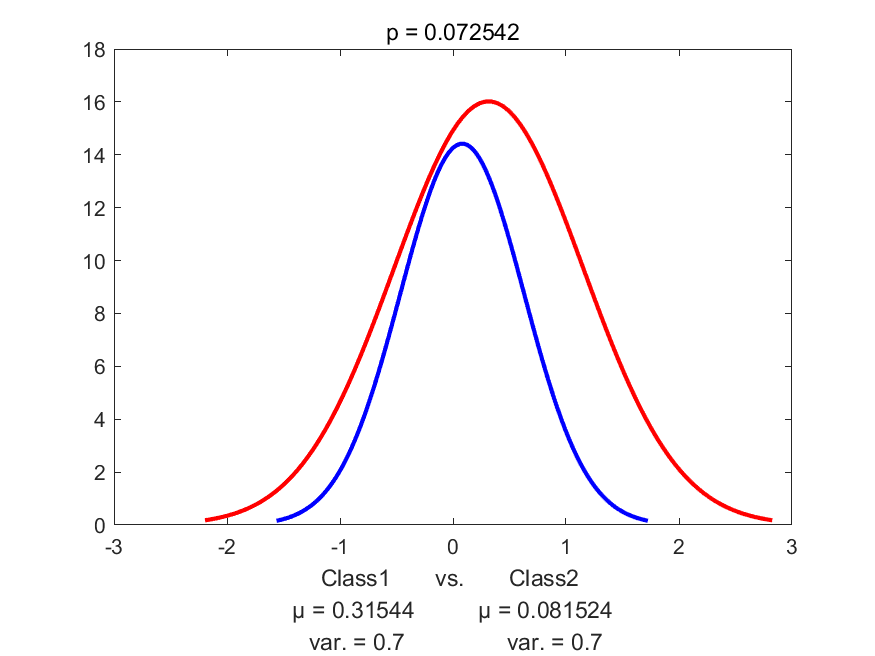 p = 0.072542
18
16
14
12
10
8
6
4
2
0
-3 -2 -1 0 1 2 3
Class1 vs. Class2
μ = 0.31544 μ = 0.081524
var. = 0.7 var. = 0.7